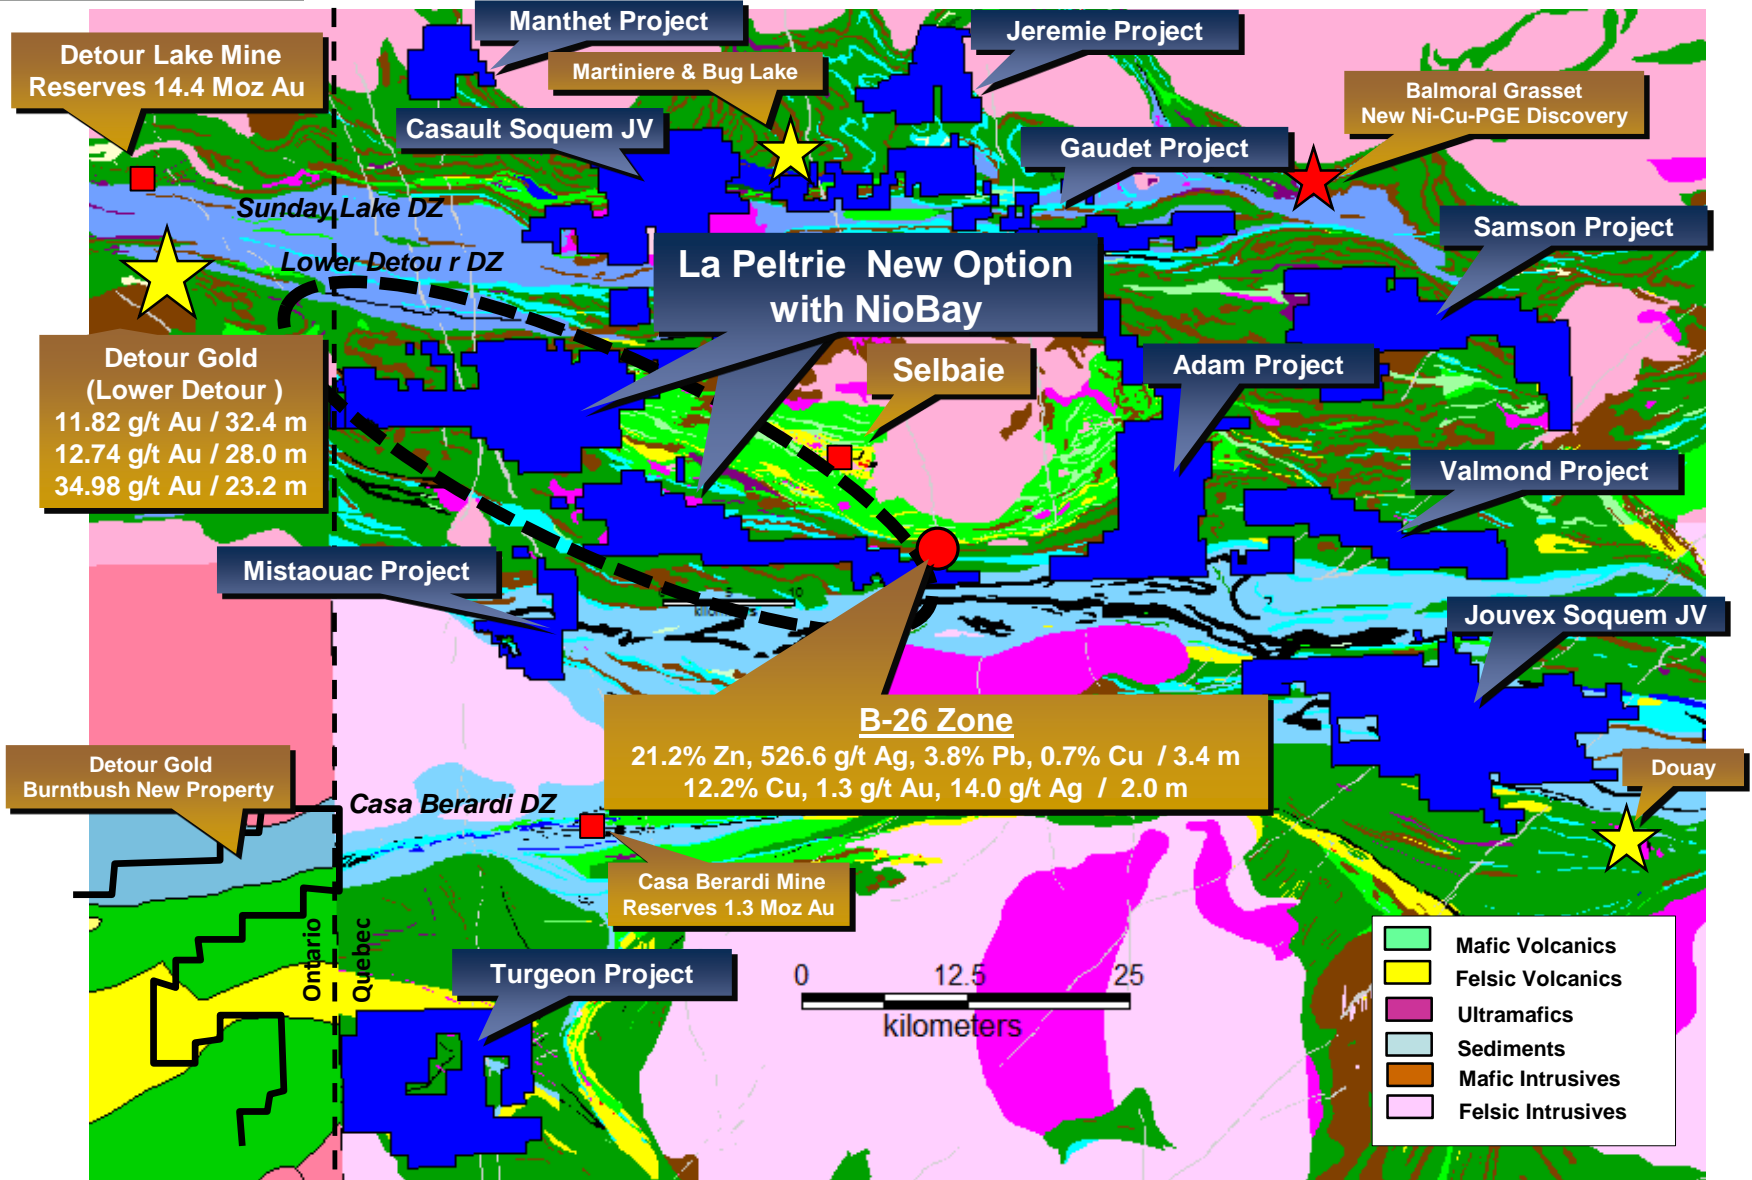 Manthet Project
Jeremie Project
Detour Lake Mine
Reserves 14.4 Moz Au
Martiniere & Bug Lake
Balmoral Grasset
New Ni-Cu-PGE Discovery
Casault Soquem JV
Gaudet Project
Sunday Lake DZ
Samson Project
Lower Detou r DZ
La Peltrie  New Option
with NioBay
Detour Gold
(Lower Detour )
11.82 g/t Au / 32.4 m
12.74 g/t Au / 28.0 m
34.98 g/t Au / 23.2 m
Selbaie
Adam Project
Valmond Project
Mistaouac Project
5 10
Jouvex Soquem JV
B-26 Zone
21.2% Zn, 526.6 g/t Ag, 3.8% Pb, 0.7% Cu  / 3.4 m
12.2% Cu, 1.3 g/t Au, 14.0 g/t Ag  /  2.0 m
Detour Gold
Burntbush New Property
Douay
Casa Berardi DZ
Casa Berardi Mine
Reserves 1.3 Moz Au
Ontario
Quebec
Turgeon Project
0 12.5 25
kilometers
Mafic Volcanics
Felsic Volcanics
Ultramafics
Sediments
Mafic Intrusives
Felsic Intrusives